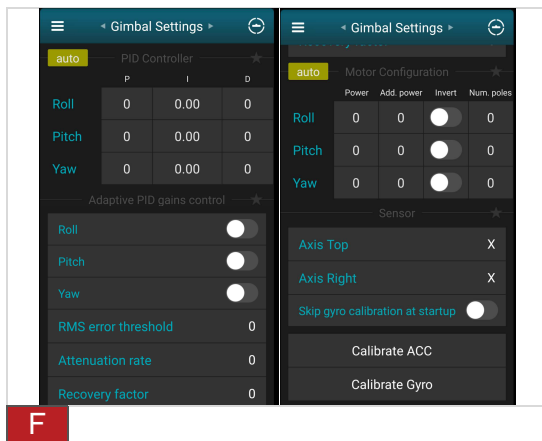 Gimbal Settings
auto PID Controller
P I D
Roll 0 0.00 0
Pitch 0 0.00 0
Yaw 0 0.00 0
Adaptive PID gains control
Roll
Pitch
Yaw
RMS error threshold 0
Attenuation rate 0
Recovery factor 0
Gimbal Settings
Recovery factor
auto Motor Configuration
Power Add. power Invert Num. poles
Roll 0 0 0
Pitch 0 0 0
Yaw 0 0 0
Sensor
Axis Top X
Axis Right X
Skip gyro calibration at startup
Calibrate ACC
Calibrate Gyro
F